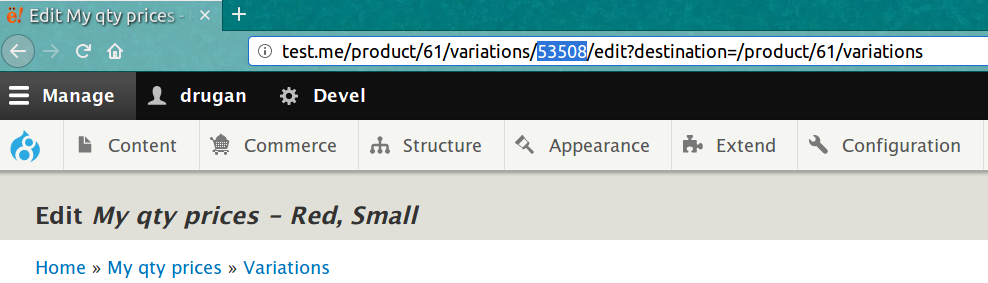 ë! Edit My qty prices -
test.me/product/61/variations/53508/edit?destination=/product/61/variations
Manage drugan Devel
Content Commerce Structure Appearance Extend Configuration
Edit My qty prices – Red, Small
Home » My qty prices » Variations